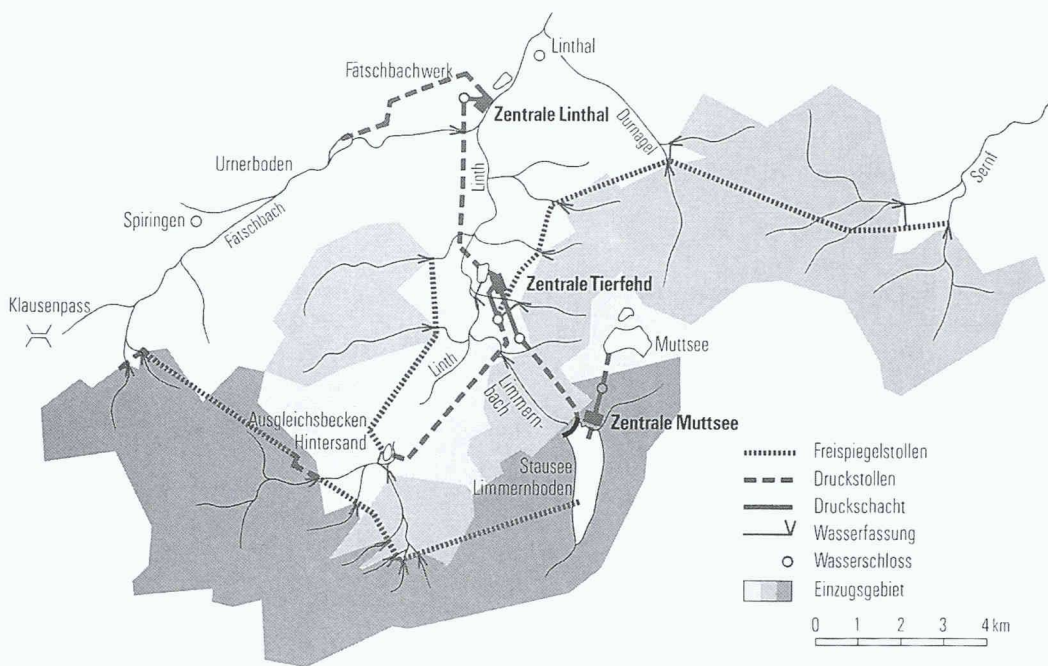 Linthal
Fätschbachwerk
Zentrale Linthal
Durnagel
Urnerboden
Linth
Sernf
Spiringen
Fätschbach
Zentrale Tierfehd
Klausenpass
Muttsee
Linth
Limmern-
bach
Ausgleichsbecken
Hintersand
Zentrale Muttsee
Stausee
Limmernboden
Freispiegelstollen
Druckstollen
Druckschacht
Wasserfassung
Wasserschloss
Einzugsgebiet
0 1 2 3 4 km